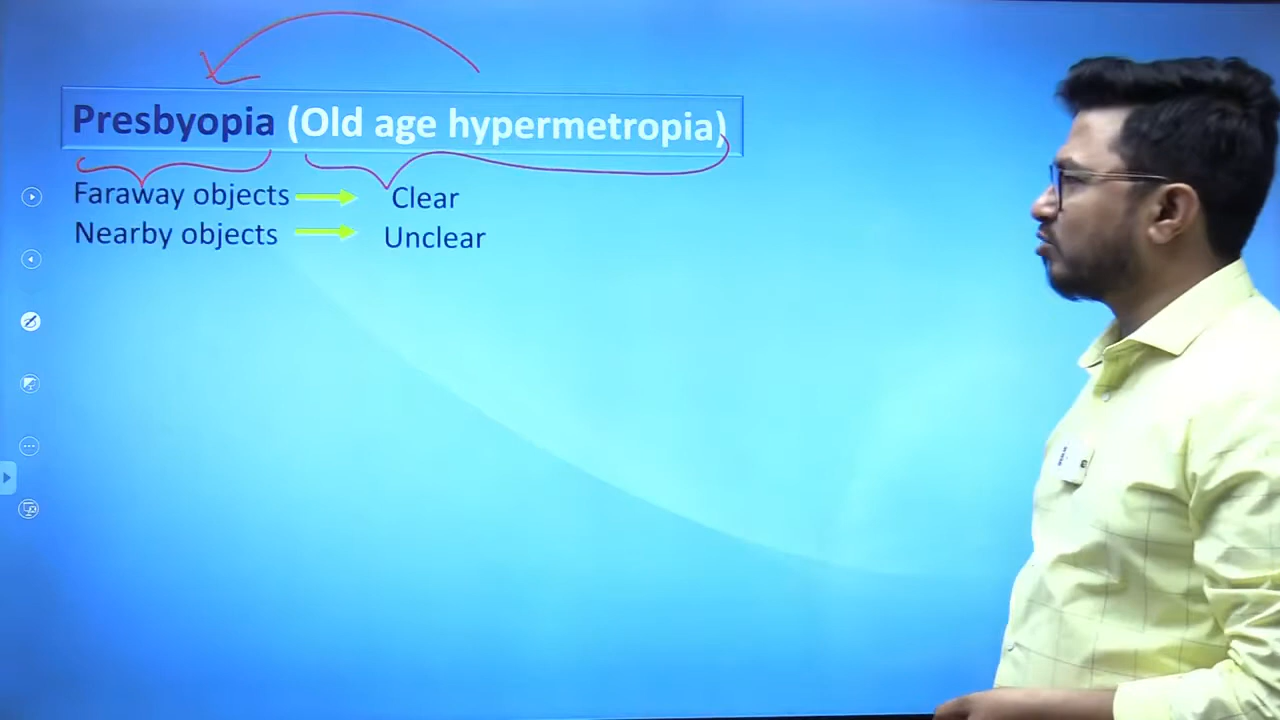 Presbyopia (Old age hypermetropia)
Faraway objects Clear
Nearby objects Unclear